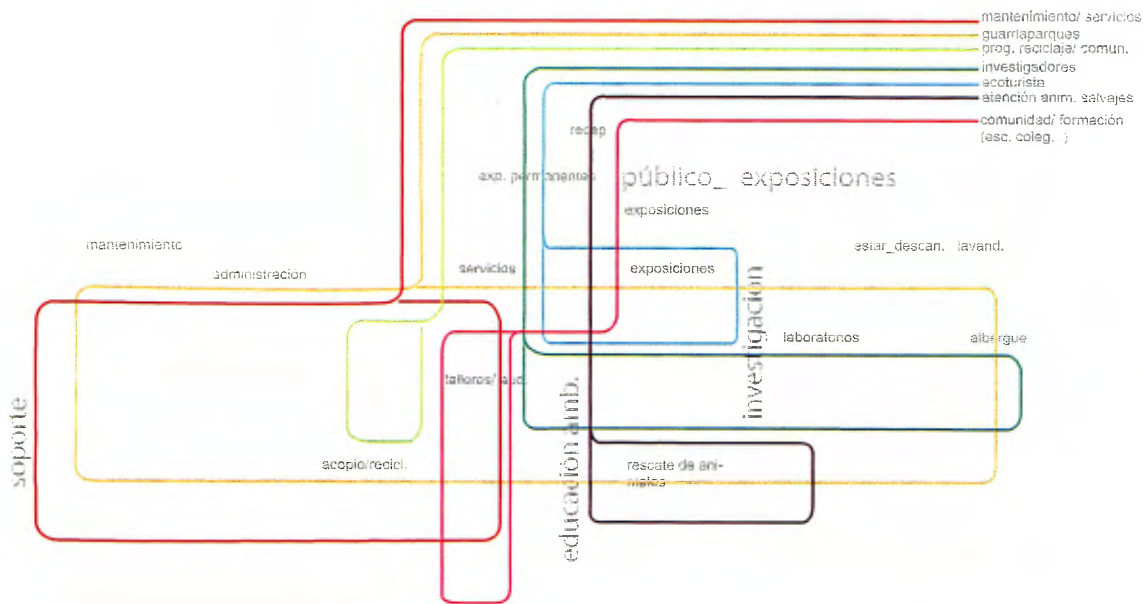 mantenimiento/ servicios
guardaparques
prog. reciclaje/ comun.
investigadores
ecoturista
atención anim. salvajes
comunidad/ formación
(esc. coleg. .)
recep
exp. permanentes
público_ exposiciones
exposiciones
mantenimiento
estar_descan.
lavand.
administración
servicios
exposiciones
investigación
laboratorios
albergue
talleres/ aud.
soporte
educación amb.
acopio/recicl.
rescate de ani-
males